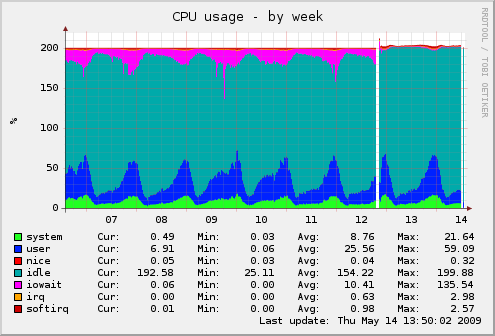 CPU usage - by week
RRDTOOL / TOBI OETIKER
200
150
100
50
0
%
07 08 09 10 11 12 13 14
system Cur: 0.49 Min: 0.03 Avg: 8.76 Max: 21.64
user Cur: 6.91 Min: 0.06 Avg: 25.56 Max: 59.09
nice Cur: 0.05 Min: 0.03 Avg: 0.04 Max: 0.32
idle Cur: 192.58 Min: 25.11 Avg: 154.22 Max: 199.88
iowait Cur: 0.06 Min: 0.00 Avg: 10.41 Max: 135.54
irq Cur: 0.00 Min: 0.00 Avg: 0.63 Max: 2.98
softirq Cur: 0.01 Min: 0.00 Avg: 0.98 Max: 2.57
Last update: Thu May 14 13:50:02 2009